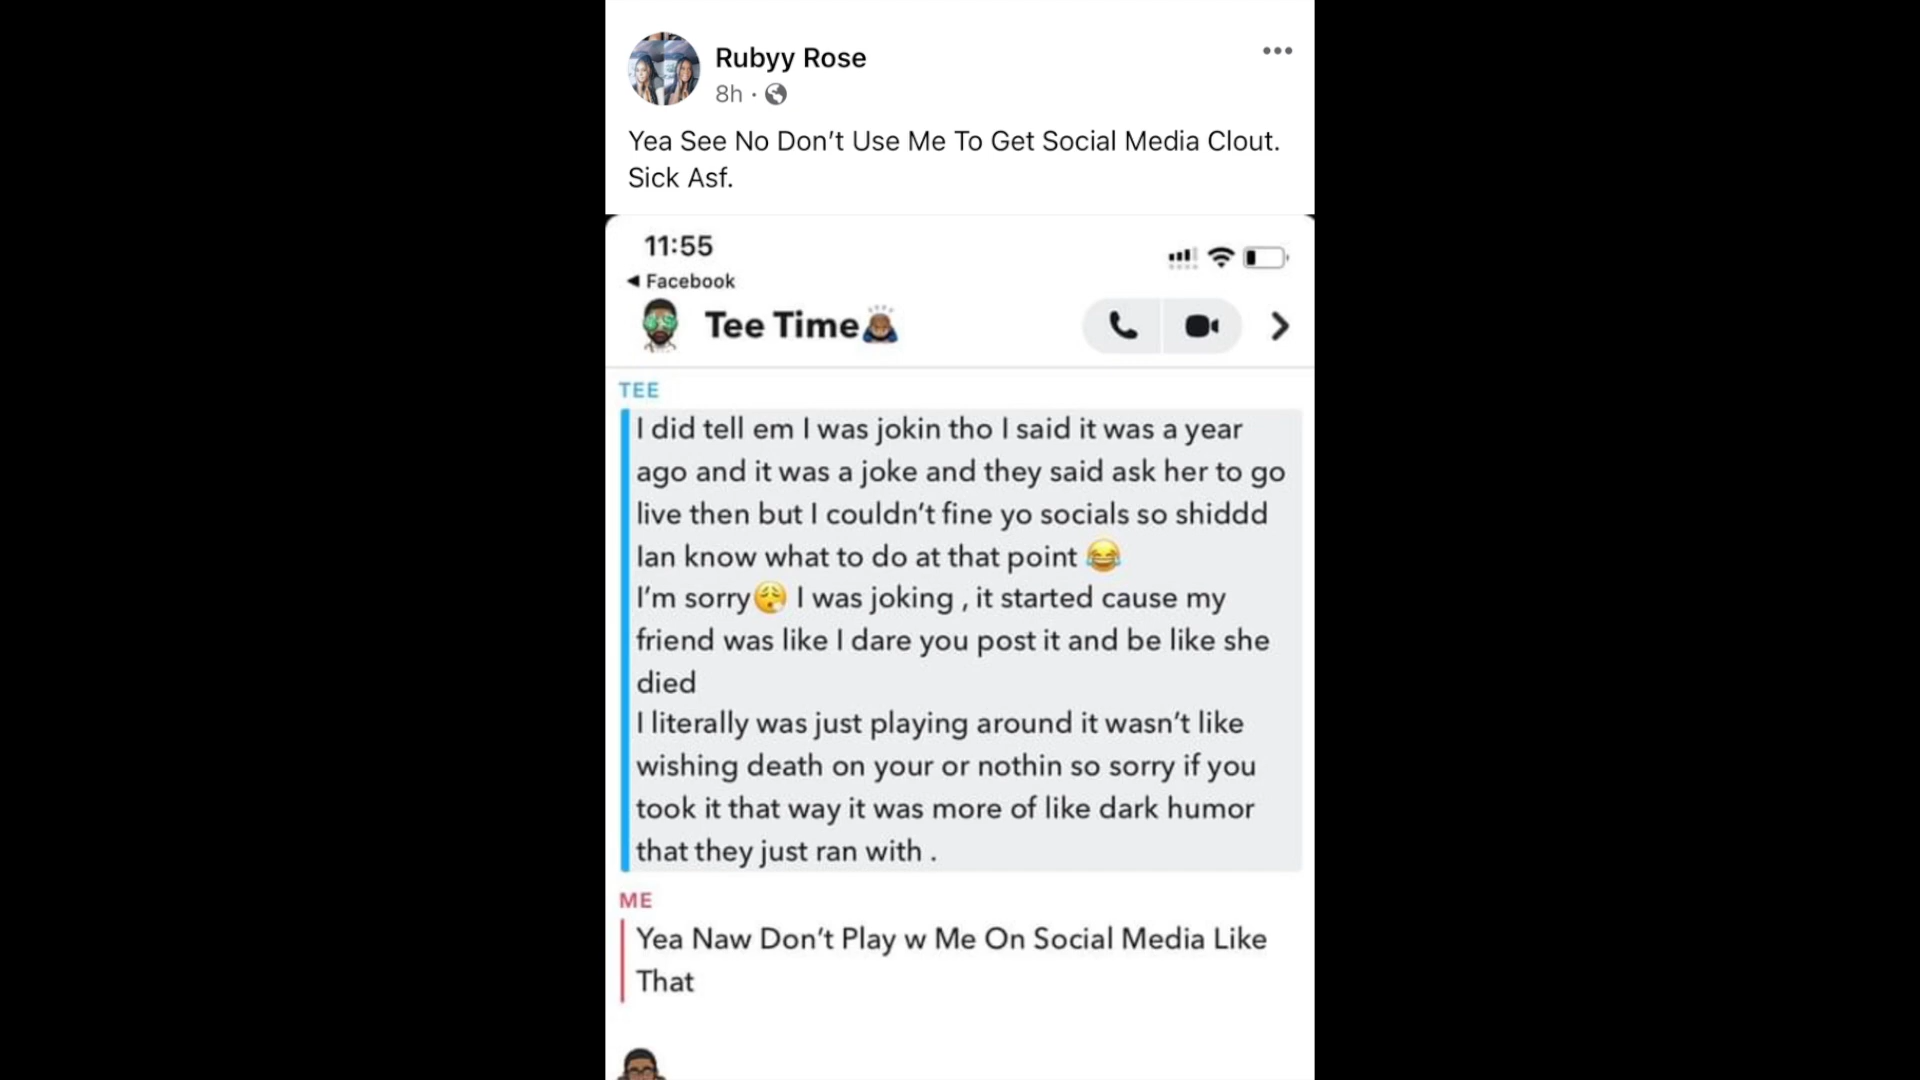 Rubyy Rose
8h ·
Yea See No Don’t Use Me To Get Social Media Clout.
Sick Asf.
11:55
◀ Facebook
Tee Time🙇🏾‍♂️
TEE
I did tell em I was jokin tho I said it was a year
ago and it was a joke and they said ask her to go
live then but I couldn’t fine yo socials so shiddd
Ian know what to do at that point 😂
I’m sorry😮‍💨 I was joking , it started cause my
friend was like I dare you post it and be like she
died
I literally was just playing around it wasn’t like
wishing death on your or nothin so sorry if you
took it that way it was more of like dark humor
that they just ran with .
ME
Yea Naw Don’t Play w Me On Social Media Like
That